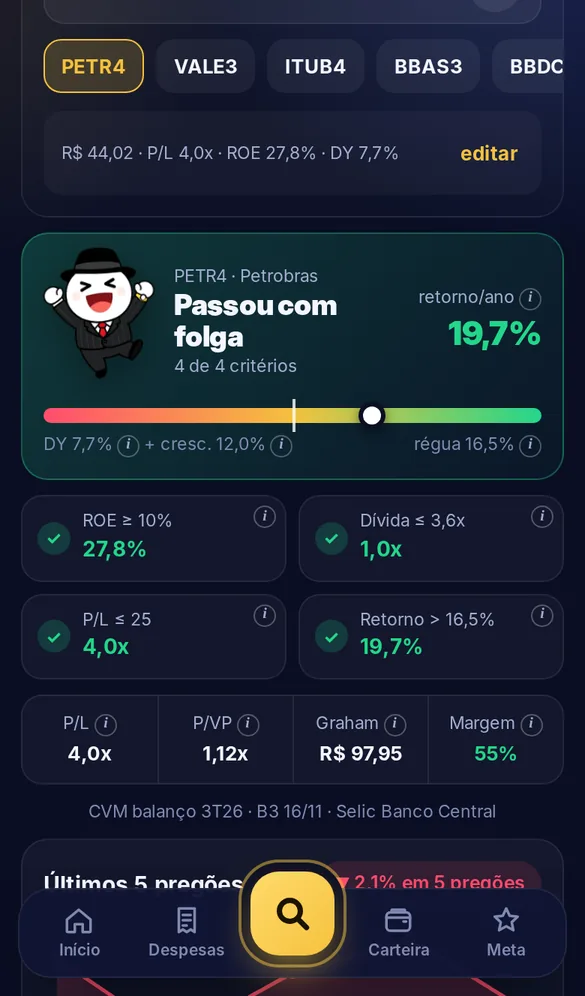 PETR4 VALE3 ITUB4 BBAS3 BBDC
R$ 44,02 · P/L 4,0x · ROE 27,8% · DY 7,7% editar
PETR4 · Petrobras
Passou com
folga
4 de 4 critérios
retorno/ano i
19,7%
DY 7,7% i + cresc. 12,0% i régua 16,5% i
ROE ≥ 10% i
27,8%
Dívida ≤ 3,6x i
1,0x
P/L ≤ 25 i
4,0x
Retorno > 16,5% i
19,7%
P/L i
4,0x
P/VP i
1,12x
Graham i
R$ 97,95
Margem i
55%
CVM balanço 3T26 · B3 16/11 · Selic Banco Central
Últimos 5 pregões ▼ 2,1% em 5 pregões
Início Despesas Carteira Meta